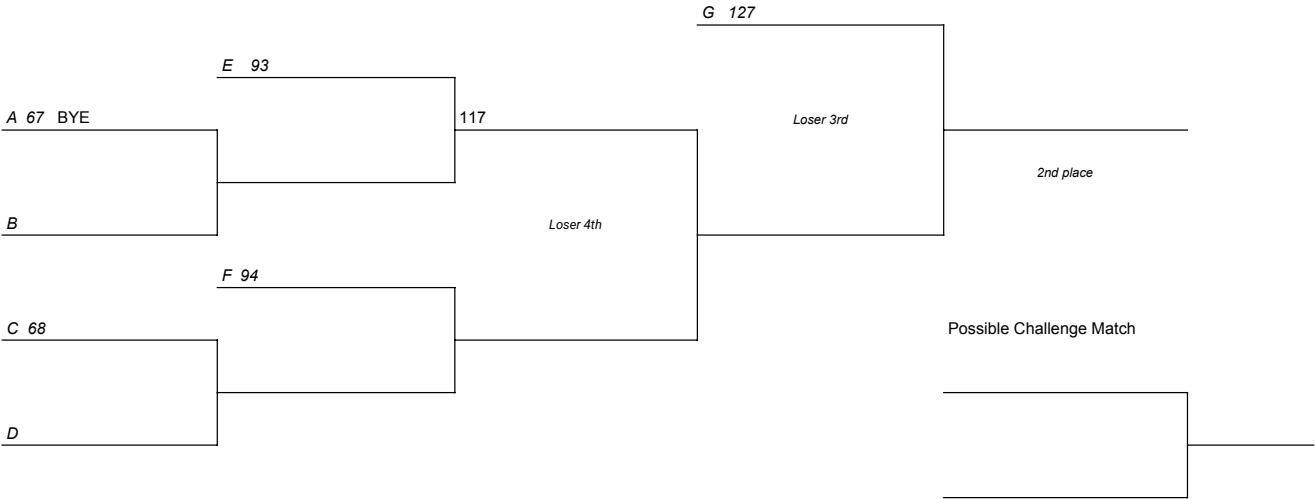 G 127
E 93
A 67 BYE
117
Loser 3rd
2nd place
B
Loser 4th
F 94
C 68
Possible Challenge Match
D